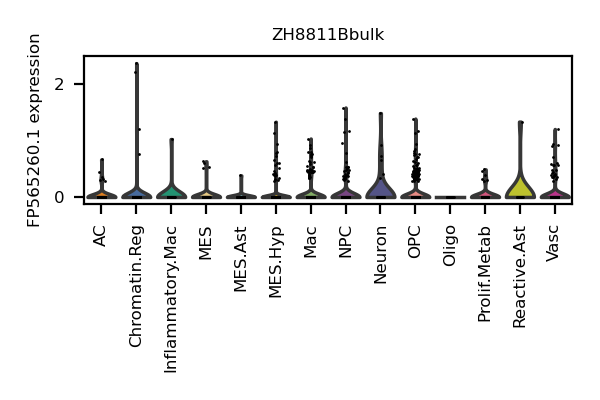 ZH8811Bbulk
FP565260.1 expression
2
0
AC
Chromatin.Reg
Inflammatory.Mac
MES
MES.Ast
MES.Hyp
Mac
NPC
Neuron
OPC
Oligo
Prolif.Metab
Reactive.Ast
Vasc